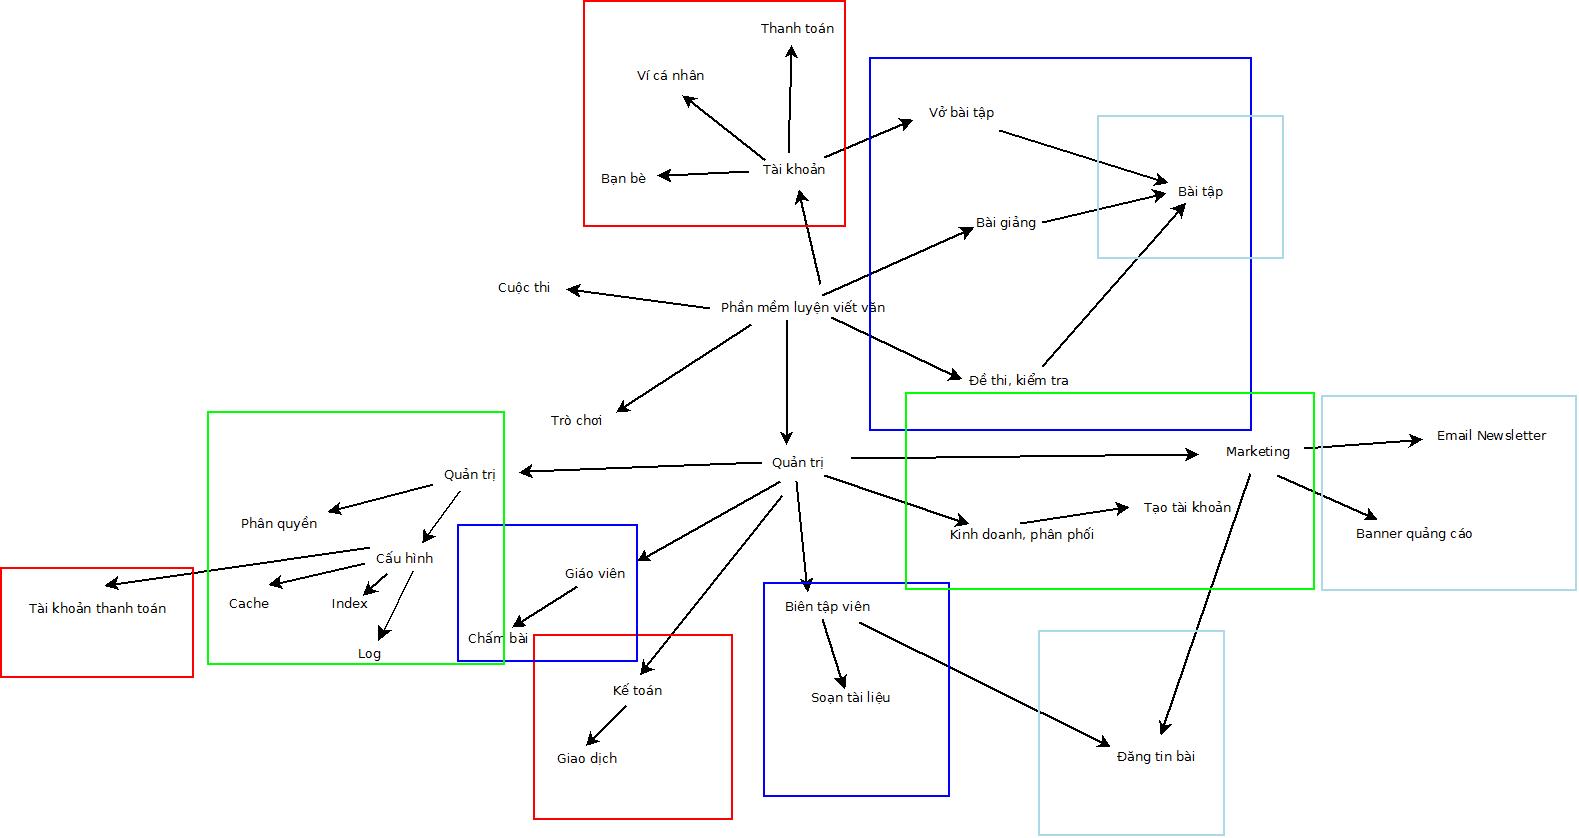 Thanh toán
Ví cá nhân
Vở bài tập
Tài khoản
Bạn bè
Bài tập
Bài giảng
Cuộc thi
Phần mềm luyện viết văn
Đề thi, kiểm tra
Trò chơi
Email Newsletter
Marketing
Quản trị
Quản trị
Tạo tài khoản
Phân quyền
Kinh doanh, phân phối
Banner quảng cáo
Cấu hình
Giáo viên
Cache
Index
Tài khoản thanh toán
Biên tập viên
Chấm bài
Log
Kế toán
Soạn tài liệu
Giao dịch
Đăng tin bài